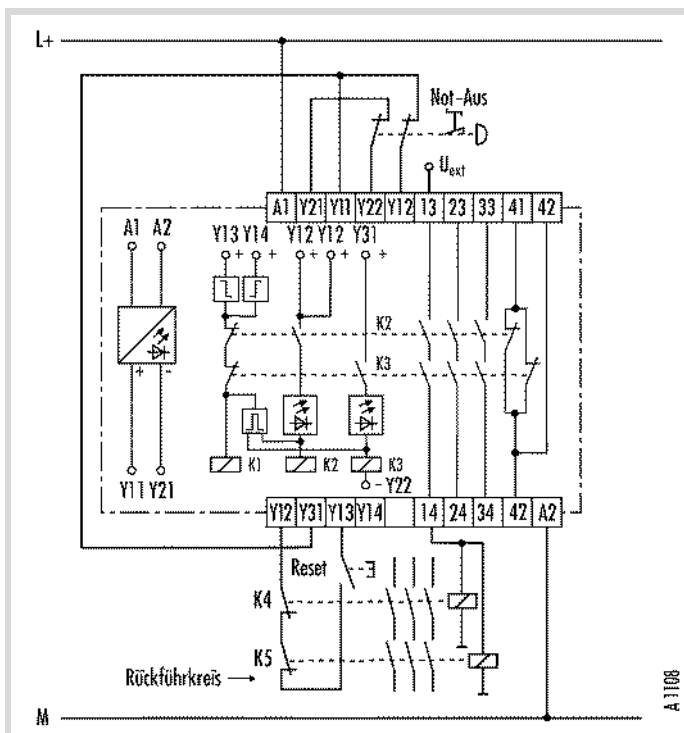 L+
Not-Aus
Uext
A1 Y21 Y11 Y22 Y12 13 23 33 41 42
A1 A2 Y13 Y14 Y12 Y12 Y31
+ + + + +
K2
K3
+ -
K1 K2 K3
Y11 Y21 - Y22
Y12 Y31 Y13 Y14 14 24 34 42 A2
Reset
K4
K5
Rückführkreis
M